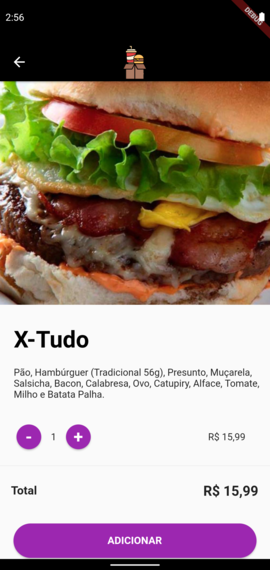 2:56
DEBUG
X-Tudo
Pão, Hambúrguer (Tradicional 56g), Presunto, Muçarela,
Salsicha, Bacon, Calabresa, Ovo, Catupiry, Alface, Tomate,
Milho e Batata Palha.
- 1 + R$ 15,99
Total R$ 15,99
ADICIONAR